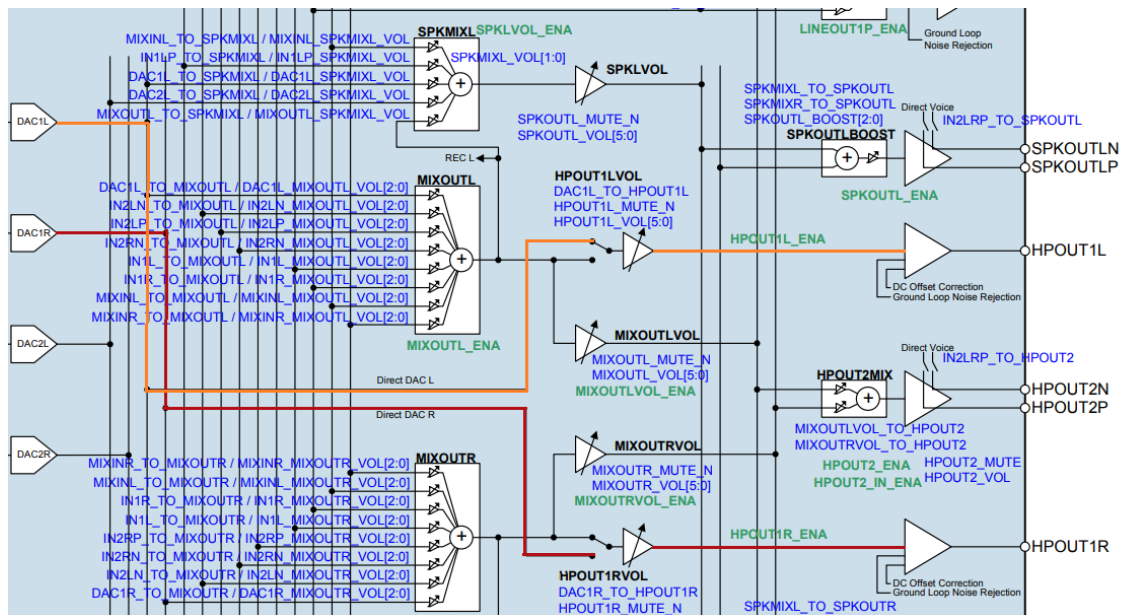 MIXINL_TO_SPKMIXL / MIXINL_SPKMIXL_VOL
IN1LP_TO_SPKMIXL / IN1LP_SPKMIXL_VOL
DAC1L_TO_SPKMIXL / DAC1L_SPKMIXL_VOL
DAC2L_TO_SPKMIXL / DAC2L_SPKMIXL_VOL
MIXOUTL_TO_SPKMIXL / MIXOUTL_SPKMIXL_VOL
SPKMIXL
SPKLVOL_ENA
SPKMIXL_VOL[1:0]
SPKLVOL
SPKOUTL_MUTE_N
SPKOUTL_VOL[5:0]
LINEOUT1P_ENA
Ground Loop
Noise Rejection
SPKMIXL_TO_SPKOUTL
SPKMIXR_TO_SPKOUTL
SPKOUTL_BOOST[2:0]
SPKOUTLBOOST
Direct Voice
IN2LRP_TO_SPKOUTL
SPKOUTL_ENA
SPKOUTLN
SPKOUTLP
DAC1L
REC L
DAC1L_TO_MIXOUTL / DAC1L_MIXOUTL_VOL[2:0]
IN2LN_TO_MIXOUTL / IN2LN_MIXOUTL_VOL[2:0]
IN2LP_TO_MIXOUTL / IN2LP_MIXOUTL_VOL[2:0]
IN2RN_TO_MIXOUTL / IN2RN_MIXOUTL_VOL[2:0]
IN1L_TO_MIXOUTL / IN1L_MIXOUTL_VOL[2:0]
IN1R_TO_MIXOUTL / IN1R_MIXOUTL_VOL[2:0]
MIXINL_TO_MIXOUTL / MIXINL_MIXOUTL_VOL[2:0]
MIXINR_TO_MIXOUTL / MIXINR_MIXOUTL_VOL[2:0]
MIXOUTL
MIXOUTL_ENA
DAC1R
HPOUT1LVOL
DAC1L_TO_HPOUT1L
HPOUT1L_MUTE_N
HPOUT1L_VOL[5:0]
HPOUT1L_ENA
DC Offset Correction
Ground Loop Noise Rejection
HPOUT1L
DAC2L
MIXOUTLVOL
MIXOUTL_MUTE_N
MIXOUTL_VOL[5:0]
MIXOUTLVOL_ENA
Direct DAC L
Direct DAC R
Direct Voice
IN2LRP_TO_HPOUT2
HPOUT2MIX
HPOUT2N
HPOUT2P
MIXOUTLVOL_TO_HPOUT2
MIXOUTRVOL_TO_HPOUT2
HPOUT2_ENA
HPOUT2_IN_ENA
HPOUT2_MUTE
HPOUT2_VOL
DAC2R
MIXOUTRVOL
MIXOUTR_MUTE_N
MIXOUTR_VOL[5:0]
MIXOUTRVOL_ENA
MIXINR_TO_MIXOUTR / MIXINR_MIXOUTR_VOL[2:0]
MIXINL_TO_MIXOUTR / MIXINL_MIXOUTR_VOL[2:0]
IN1R_TO_MIXOUTR / IN1R_MIXOUTR_VOL[2:0]
IN1L_TO_MIXOUTR / IN1L_MIXOUTR_VOL[2:0]
IN2RP_TO_MIXOUTR / IN2RP_MIXOUTR_VOL[2:0]
IN2RN_TO_MIXOUTR / IN2RN_MIXOUTR_VOL[2:0]
IN2LN_TO_MIXOUTR / IN2LN_MIXOUTR_VOL[2:0]
DAC1R_TO_MIXOUTR / DAC1R_MIXOUTR_VOL[2:0]
MIXOUTR
HPOUT1R_ENA
HPOUT1R
HPOUT1RVOL
DAC1R_TO_HPOUT1R
HPOUT1R_MUTE_N
DC Offset Correction
Ground Loop Noise Rejection
SPKMIXL_TO_SPKOUTR